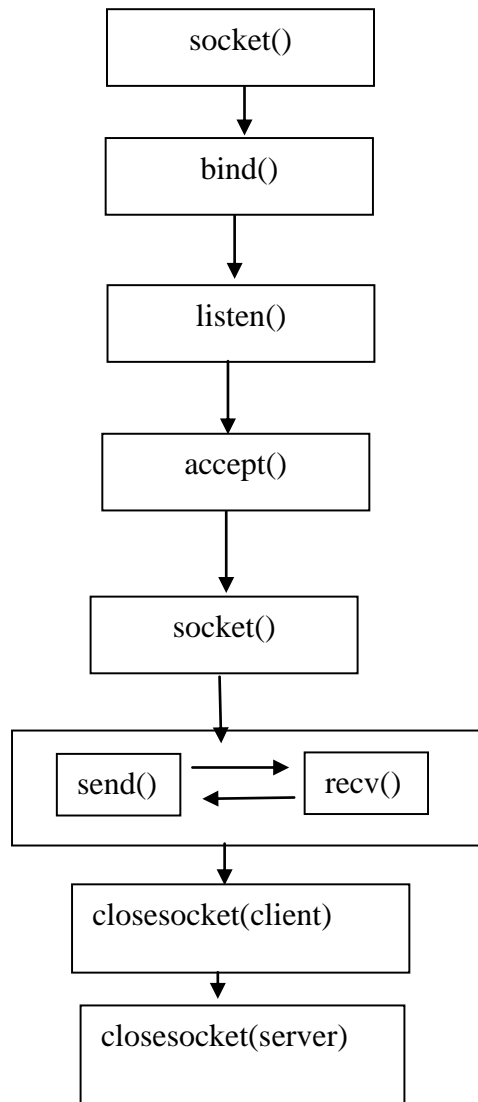 socket()
bind()
listen()
accept()
socket()
send()
recv()
closesocket(client)
closesocket(server)